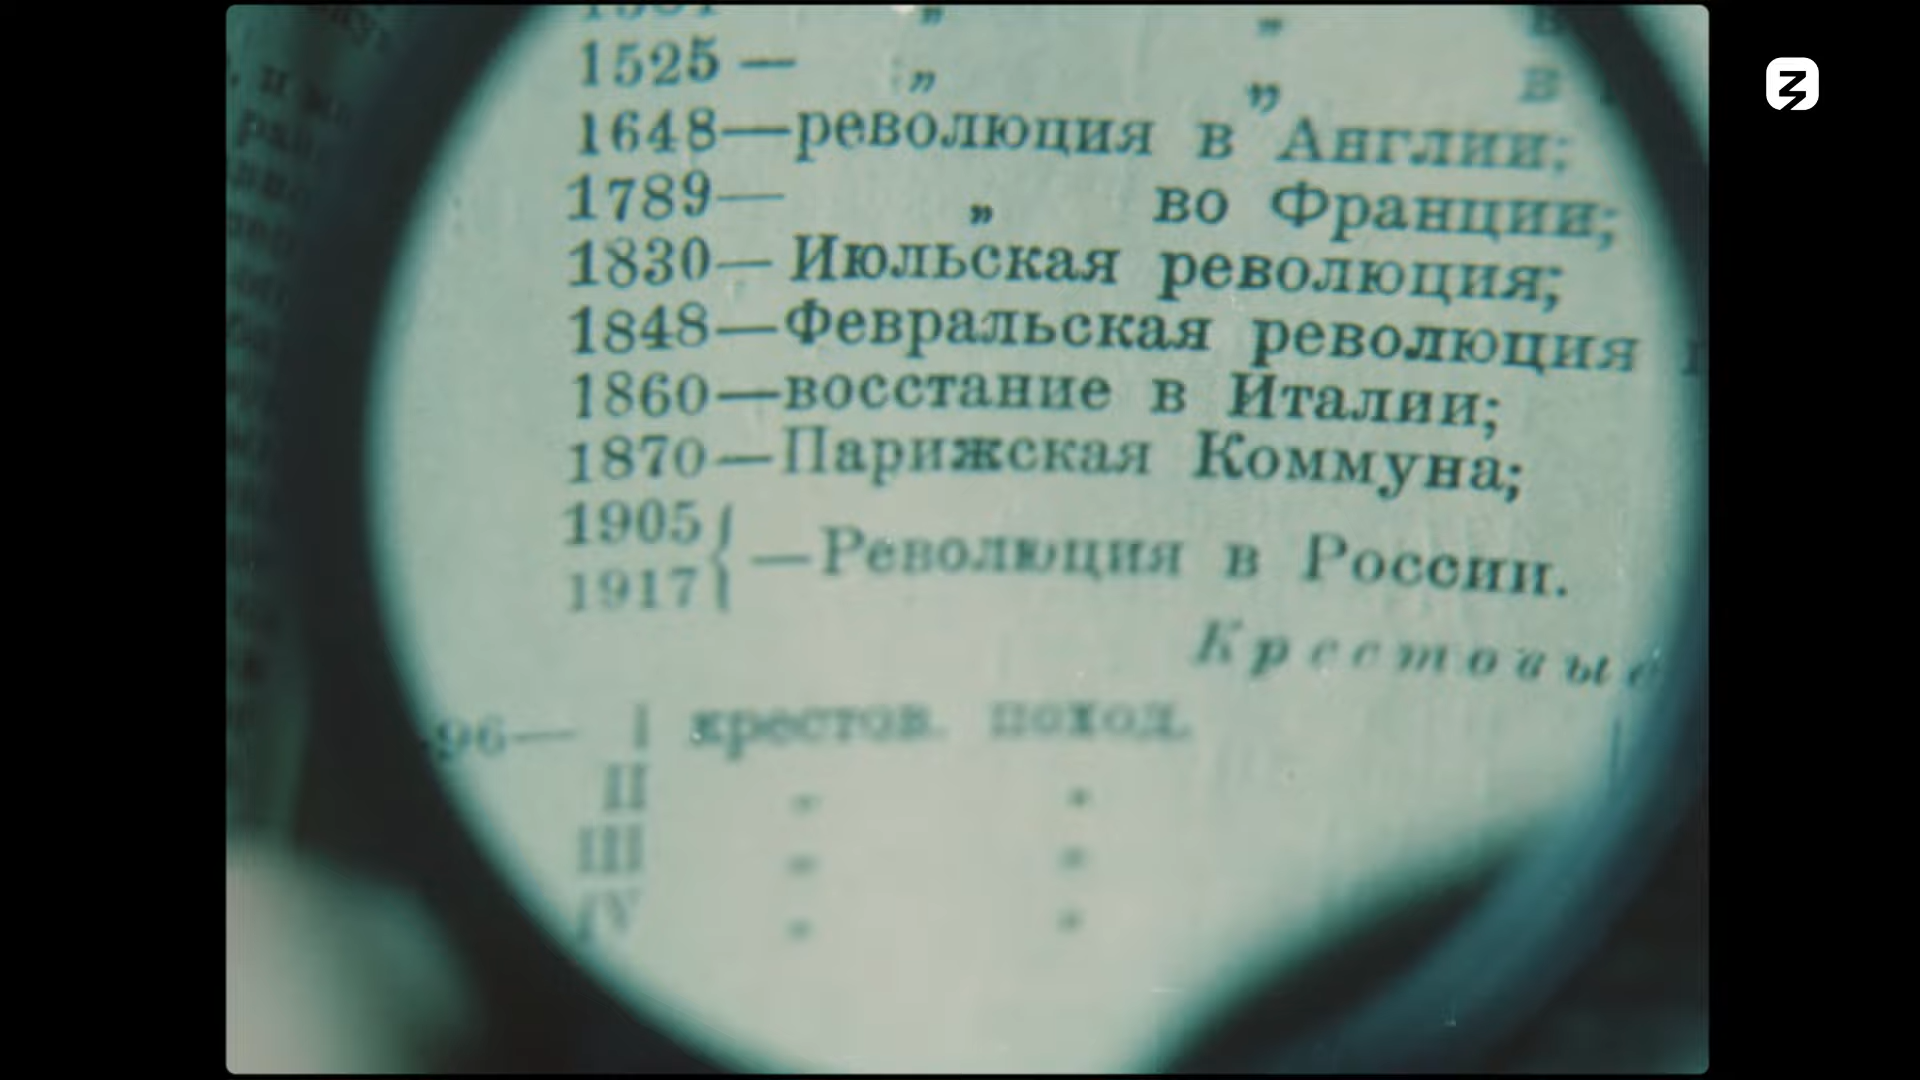 1525 — „ „ в
1648—революция в Англии;
1789— „ во Франции;
1830—Июльская революция;
1848—Февральская революция
1860—восстание в Италии;
1870—Парижская Коммуна;
1905
1917 —Революция в России.
Крестовые
96— I крестов. поход.
II „ „
III „ „
IV „ „